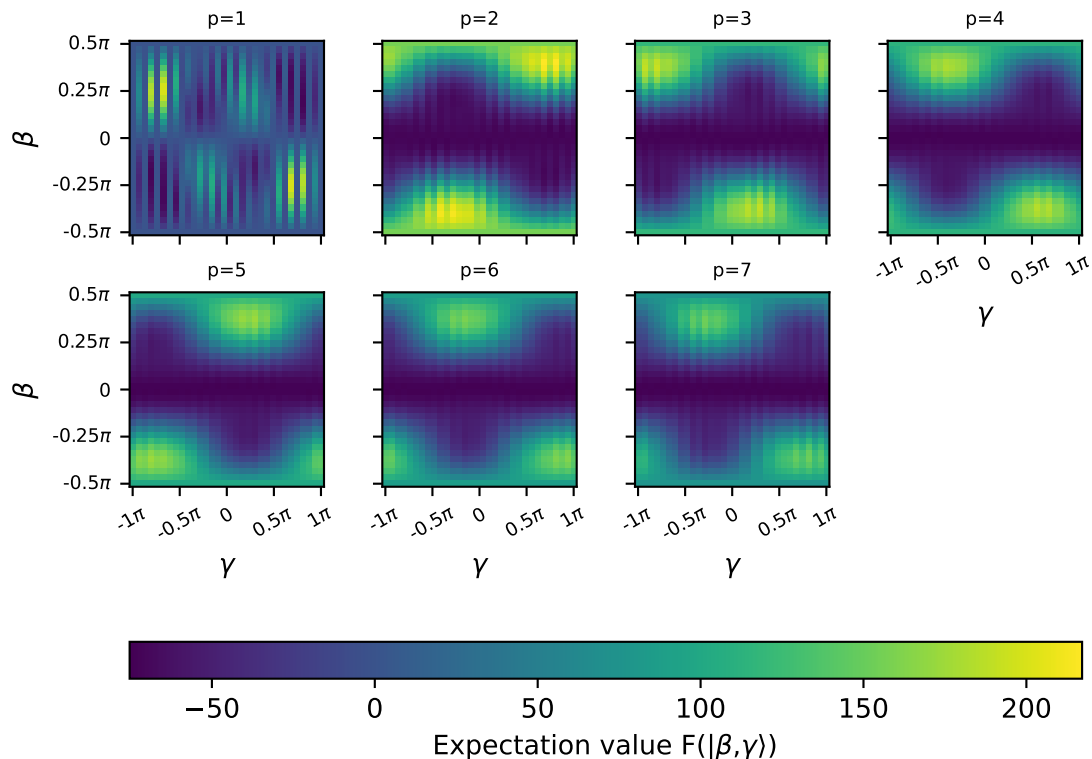 p=1
p=2
p=3
p=4
0.5π
0.25π
0
-0.25π
-0.5π
β
-1π
-0.5π
0
0.5π
1π
γ
p=5
p=6
p=7
0.5π
0.25π
0
-0.25π
-0.5π
β
-1π
-0.5π
0
0.5π
1π
-1π
-0.5π
0
0.5π
1π
-1π
-0.5π
0
0.5π
1π
γ
γ
γ
−50
0
50
100
150
200
Expectation value F(|β,γ⟩)